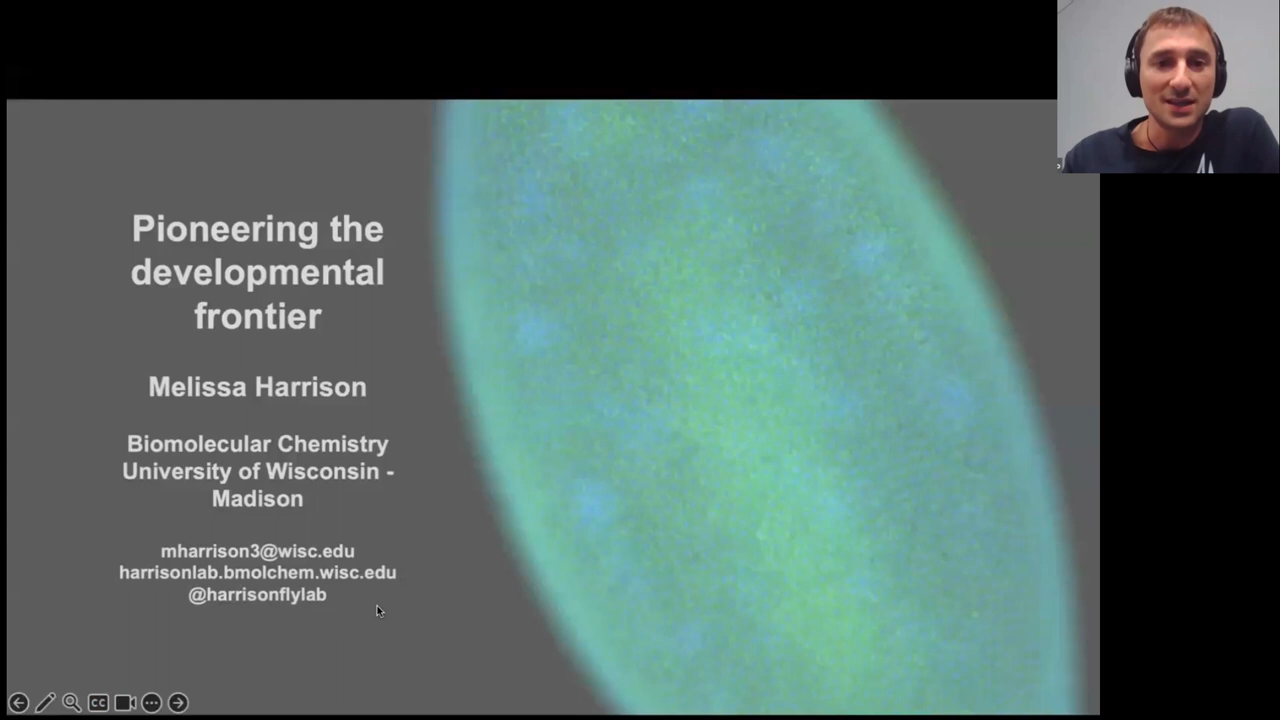 Pioneering the
developmental
frontier
Melissa Harrison
Biomolecular Chemistry
University of Wisconsin -
Madison
mharrison3@wisc.edu
harrisonlab.bmolchem.wisc.edu
@harrisonflylab
CC